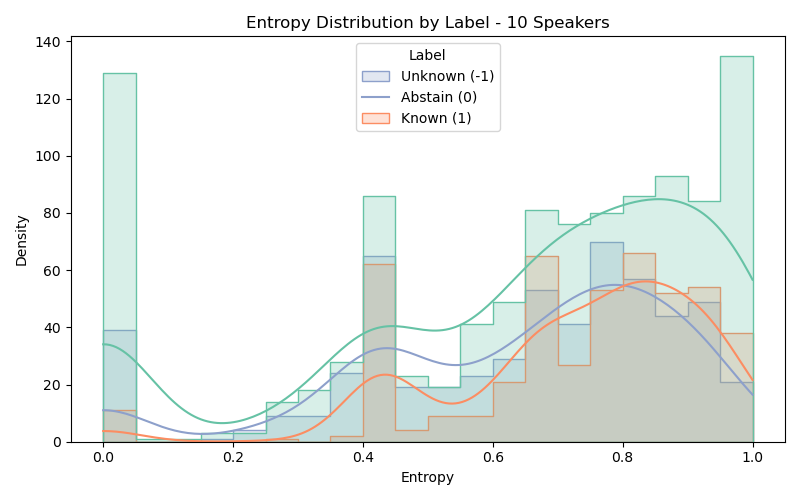 Entropy Distribution by Label - 10 Speakers
Label
Unknown (-1)
Abstain (0)
Known (1)
Density
140
120
100
80
60
40
20
0
0.0 0.2 0.4 0.6 0.8 1.0
Entropy